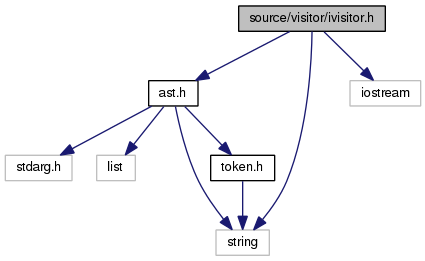 source/visitor/ivisitor.h
ast.h
iostream
stdarg.h
list
token.h
string